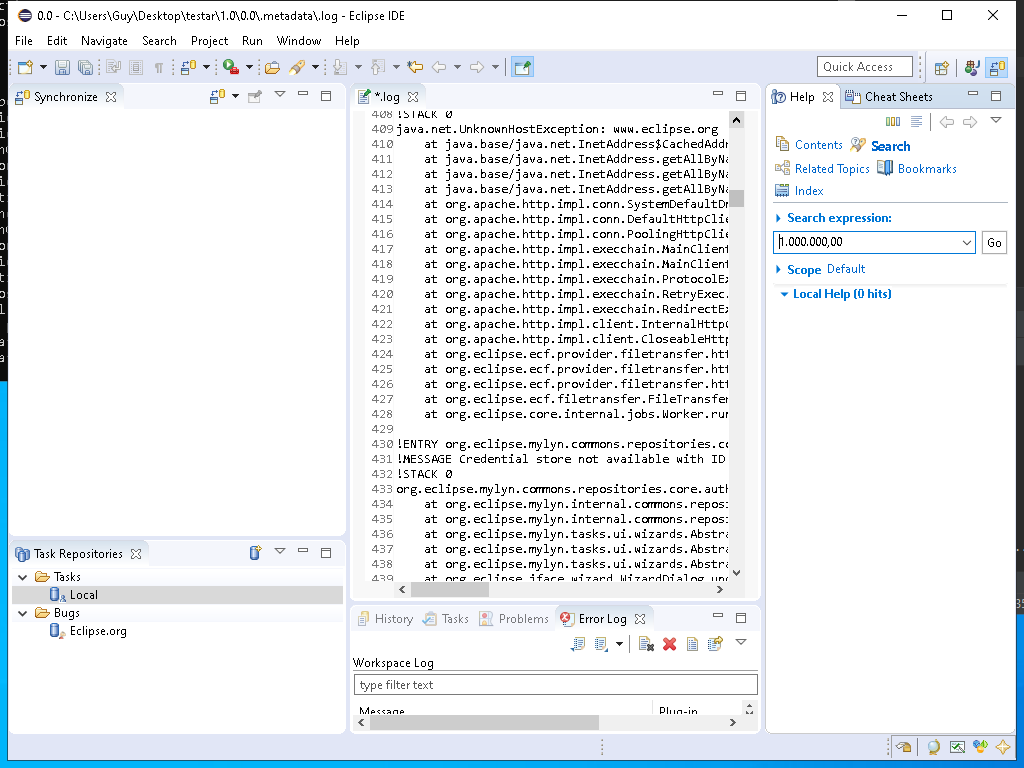 0.0 - C:\Users\Guy\Desktop\testar\1.0\0.0\.metadata\.log - Eclipse IDE
File Edit Navigate Search Project Run Window Help
Quick Access
Synchronize
*.log
408 !STACK 0
409 java.net.UnknownHostException: www.eclipse.org
410 at java.base/java.net.InetAddress$CachedAddr
411 at java.base/java.net.InetAddress.getAllByNa
412 at java.base/java.net.InetAddress.getAllByNa
413 at java.base/java.net.InetAddress.getAllByNa
414 at org.apache.http.impl.conn.SystemDefaultDn
415 at org.apache.http.impl.conn.DefaultHttpClie
416 at org.apache.http.impl.conn.PoolingHttpClie
417 at org.apache.http.impl.execchain.MainClient
418 at org.apache.http.impl.execchain.MainClient
419 at org.apache.http.impl.execchain.ProtocolEx
420 at org.apache.http.impl.execchain.RetryExec.
421 at org.apache.http.impl.execchain.RedirectEx
422 at org.apache.http.impl.client.InternalHttpC
423 at org.apache.http.impl.client.CloseableHttp
424 at org.eclipse.ecf.provider.filetransfer.htt
425 at org.eclipse.ecf.provider.filetransfer.htt
426 at org.eclipse.ecf.provider.filetransfer.htt
427 at org.eclipse.ecf.filetransfer.FileTransfer
428 at org.eclipse.core.internal.jobs.Worker.run
429
430 !ENTRY org.eclipse.mylyn.commons.repositories.co
431 !MESSAGE Credential store not available with ID
432 !STACK 0
433 org.eclipse.mylyn.commons.repositories.core.auth
434 at org.eclipse.mylyn.internal.commons.reposi
435 at org.eclipse.mylyn.internal.commons.reposi
436 at org.eclipse.mylyn.tasks.ui.wizards.Abstra
437 at org.eclipse.mylyn.tasks.ui.wizards.Abstra
438 at org.eclipse.mylyn.tasks.ui.wizards.Abstra
439 at org.eclipse.jface.wizard.WizardDialog.upd
Help Cheat Sheets
Contents Search
Related Topics Bookmarks
Index
Search expression:
1.000.000,00 Go
Scope Default
Local Help (0 hits)
Task Repositories
Tasks
Local
Bugs
Eclipse.org
History Tasks Problems Error Log
Workspace Log
type filter text
Message Plug-in